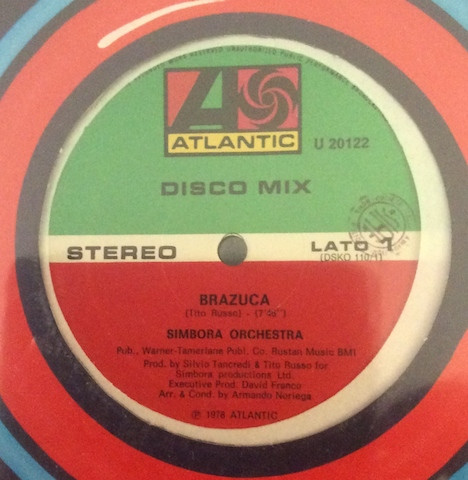 ATLANTIC
U 20122
DISCO MIX
STEREO
LATO 1
(DSKO 110-1)
BRAZUCA
(Tito Russo) - (7'48")
SIMBORA ORCHESTRA
Pub., Warner-Tamerlane Publ. Co. Rustan Music BMI
Prod. by Silvio Tancredi & Tito Russo for
Simbora productions Ltd.
Executive Prod. David Franco
Arr. & Cond. by Armando Noriega
℗ 1978 ATLANTIC